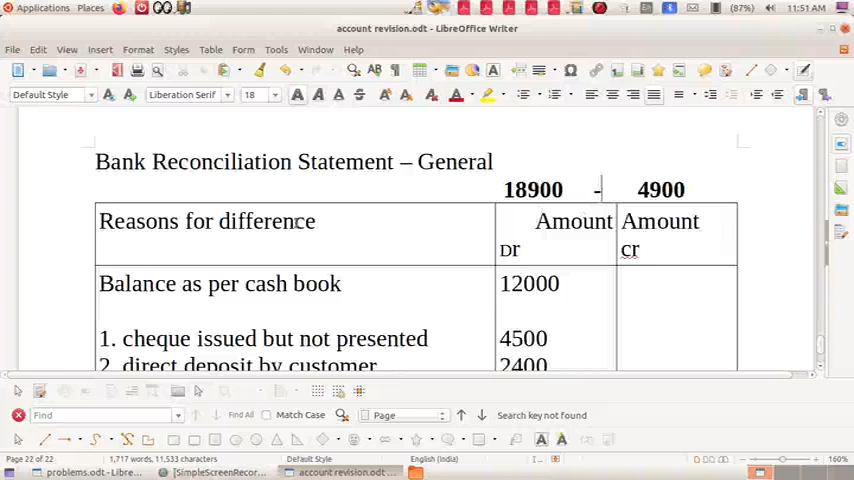 Applications Places (87%) 11:51 AM
account revision.odt - LibreOffice Writer
File Edit View Insert Format Styles Table Form Tools Window Help
Default Style Liberation Serif 18
Bank Reconciliation Statement – General
18900 - 4900
Reasons for difference Amount Amount
Dr cr
Balance as per cash book 12000
1. cheque issued but not presented 4500
2. direct deposit by customer 2400
Find Find All Match Case Page Search key not found
Page 22 of 22 1,717 words, 11,533 characters Default Style English (India) 160%
problems.odt - Libre... [SimpleScreenRecor... account revision.odt ...